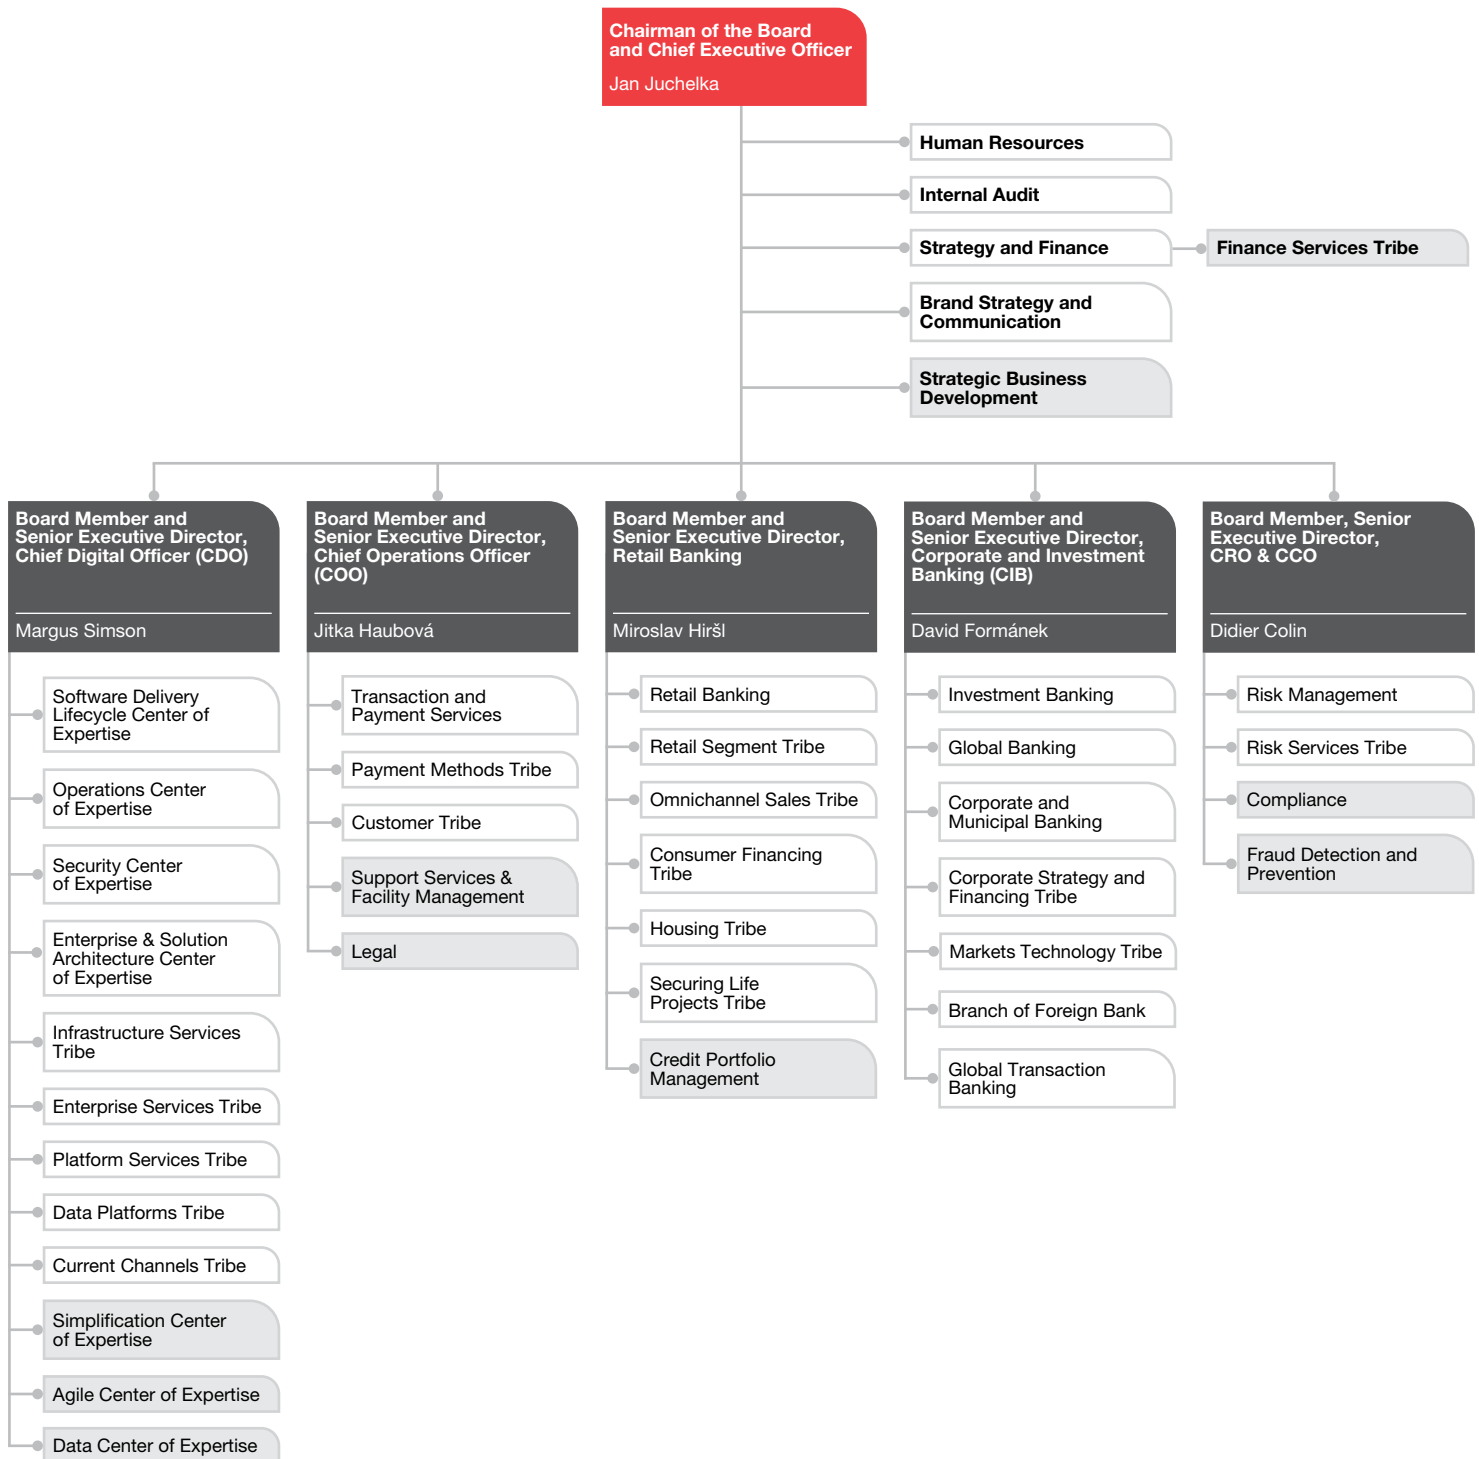 Chairman of the Board
and Chief Executive Officer
Jan Juchelka
Human Resources
Internal Audit
Strategy and Finance
Finance Services Tribe
Brand Strategy and
Communication
Strategic Business
Development
Board Member and
Senior Executive Director,
Chief Digital Officer (CDO)
Margus Simson
Software Delivery
Lifecycle Center of
Expertise
Operations Center
of Expertise
Security Center
of Expertise
Enterprise & Solution
Architecture Center
of Expertise
Infrastructure Services
Tribe
Enterprise Services Tribe
Platform Services Tribe
Data Platforms Tribe
Current Channels Tribe
Simplification Center
of Expertise
Agile Center of Expertise
Data Center of Expertise
Board Member and
Senior Executive Director,
Chief Operations Officer
(COO)
Jitka Haubová
Transaction and
Payment Services
Payment Methods Tribe
Customer Tribe
Support Services &
Facility Management
Legal
Board Member and
Senior Executive Director,
Retail Banking
Miroslav Hiršl
Retail Banking
Retail Segment Tribe
Omnichannel Sales Tribe
Consumer Financing
Tribe
Housing Tribe
Securing Life
Projects Tribe
Credit Portfolio
Management
Board Member and
Senior Executive Director,
Corporate and Investment
Banking (CIB)
David Formánek
Investment Banking
Global Banking
Corporate and
Municipal Banking
Corporate Strategy and
Financing Tribe
Markets Technology Tribe
Branch of Foreign Bank
Global Transaction
Banking
Board Member, Senior
Executive Director,
CRO & CCO
Didier Colin
Risk Management
Risk Services Tribe
Compliance
Fraud Detection and
Prevention